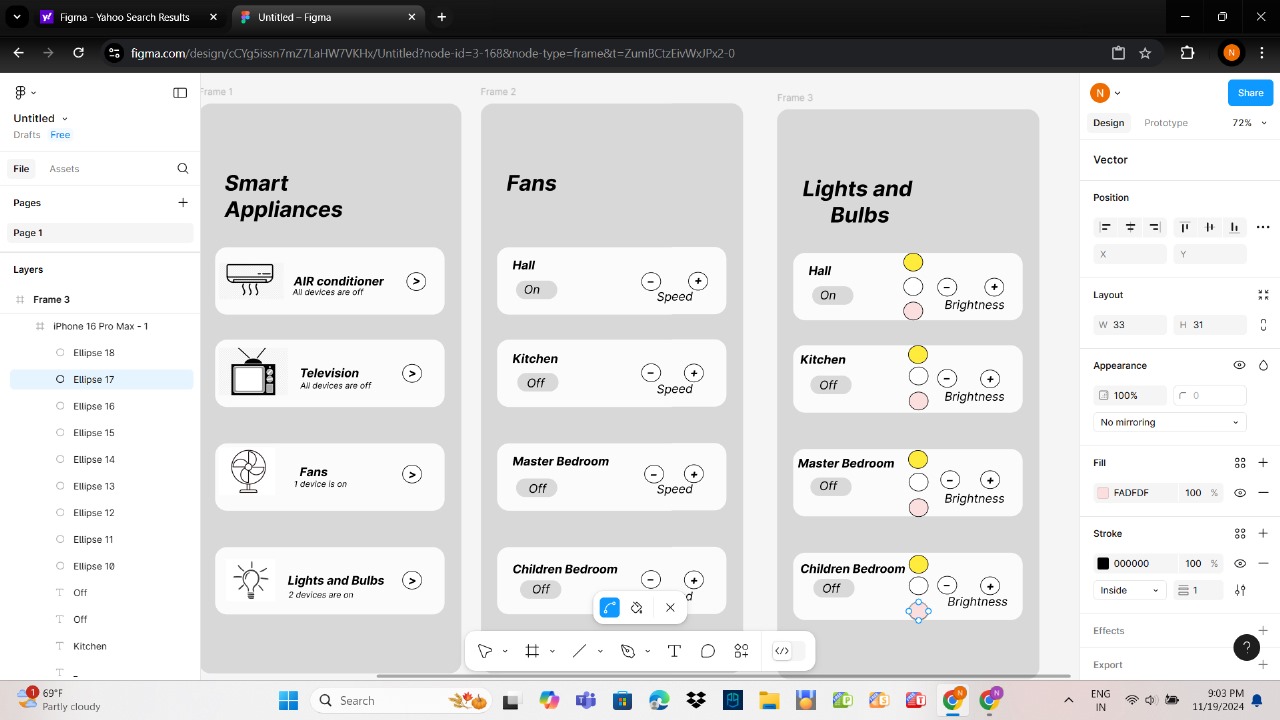 Figma - Yahoo Search Results
Untitled – Figma
figma.com/design/cCYg5issn7mZ7LaHW7VKHx/Untitled?node-id=3-168&node-type=frame&t=ZumBCtzEivWxJPx2-0
N
Untitled
Drafts Free
File Assets
Pages
Page 1
Layers
Frame 3
iPhone 16 Pro Max - 1
Ellipse 18
Ellipse 17
Ellipse 16
Ellipse 15
Ellipse 14
Ellipse 13
Ellipse 12
Ellipse 11
Ellipse 10
Off
Off
Kitchen
Frame 1
Smart
Appliances
AIR conditioner
All devices are off
>
Television
All devices are off
>
Fans
1 device is on
>
Lights and Bulbs
2 devices are on
>
Frame 2
Fans
Hall
On
− +
Speed
Kitchen
Off
− +
Speed
Master Bedroom
Off
− +
Speed
Children Bedroom
Off
− +
Frame 3
Lights and
Bulbs
Hall
On
− +
Brightness
Kitchen
Off
− +
Brightness
Master Bedroom
Off
− +
Brightness
Children Bedroom
Off
− +
Brightness
N
Share
Design Prototype 72%
Vector
Position
X Y
Layout
W 33 H 31
Appearance
100% 0
No mirroring
Fill
FADFDF 100 %
Stroke
000000 100 %
Inside 1
Effects
Export
?
1
69°F
Partly cloudy
Search
ENG
IN
9:03 PM
11/19/2024